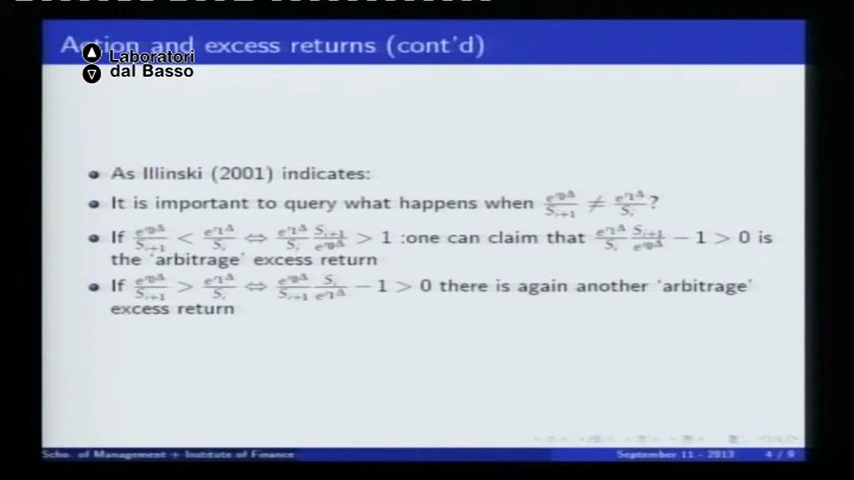 Action and excess returns (cont'd)
Laboratori
dal Basso
As Illinski (2001) indicates:
It is important to query what happens when e^{r_0Δ}/S_{i+1} ≠ e^{r_1Δ}/S_i?
If e^{r_0Δ}/S_{i+1} < e^{r_1Δ}/S_i ⇔ e^{r_1Δ}/S_i S_{i+1}/e^{r_0Δ} > 1 :one can claim that e^{r_1Δ}/S_i S_{i+1}/e^{r_0Δ} − 1 > 0 is
the 'arbitrage' excess return
If e^{r_0Δ}/S_{i+1} > e^{r_1Δ}/S_i ⇔ e^{r_0Δ}/S_{i+1} S_i/e^{r_1Δ} − 1 > 0 there is again another 'arbitrage'
excess return
of Management + Institute of Finance
September 11 - 2013 4 / 9